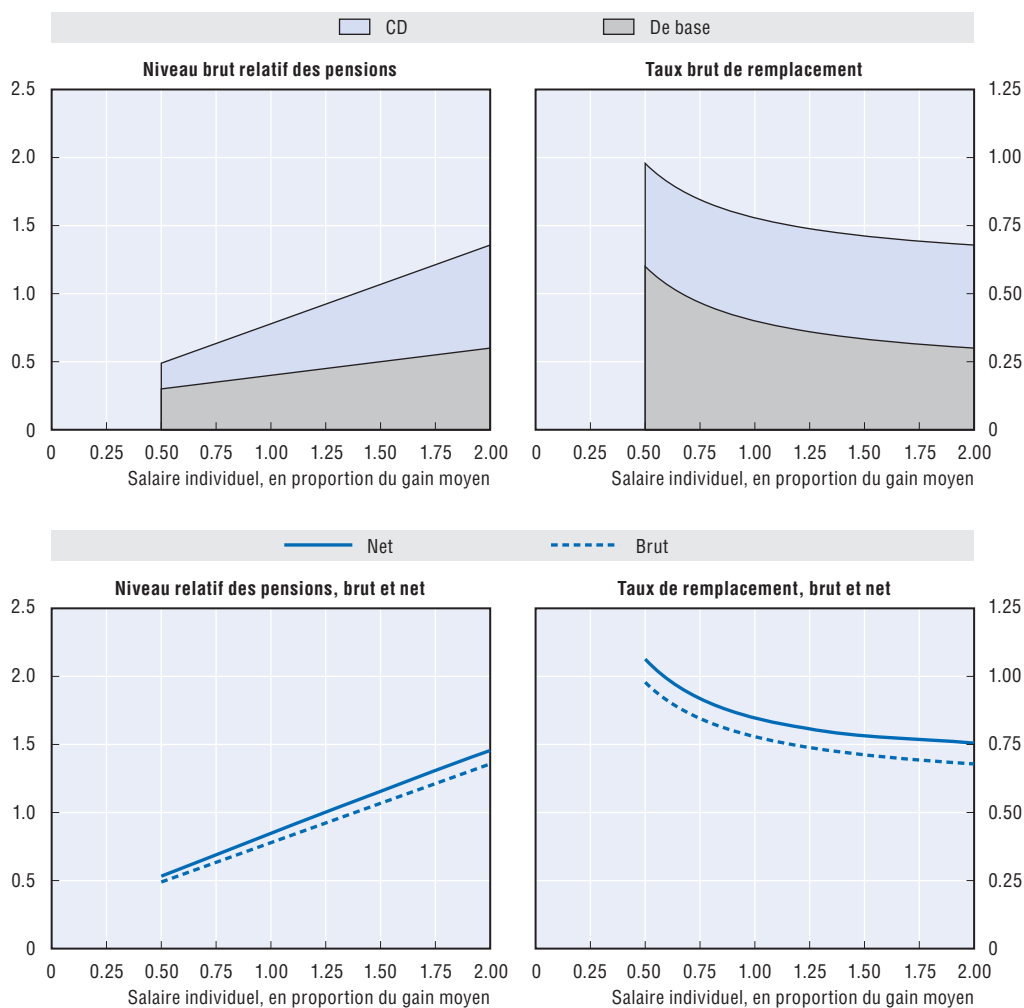 CD De base
Niveau brut relatif des pensions
2.5
2.0
1.5
1.0
0.5
0
0 0.25 0.50 0.75 1.00 1.25 1.50 1.75 2.00
Salaire individuel, en proportion du gain moyen
Taux brut de remplacement
1.25
1.00
0.75
0.50
0.25
0
0 0.25 0.50 0.75 1.00 1.25 1.50 1.75 2.00
Salaire individuel, en proportion du gain moyen
Net Brut
Niveau relatif des pensions, brut et net
2.5
2.0
1.5
1.0
0.5
0
0 0.25 0.50 0.75 1.00 1.25 1.50 1.75 2.00
Salaire individuel, en proportion du gain moyen
Taux de remplacement, brut et net
1.25
1.00
0.75
0.50
0.25
0
0 0.25 0.50 0.75 1.00 1.25 1.50 1.75 2.00
Salaire individuel, en proportion du gain moyen